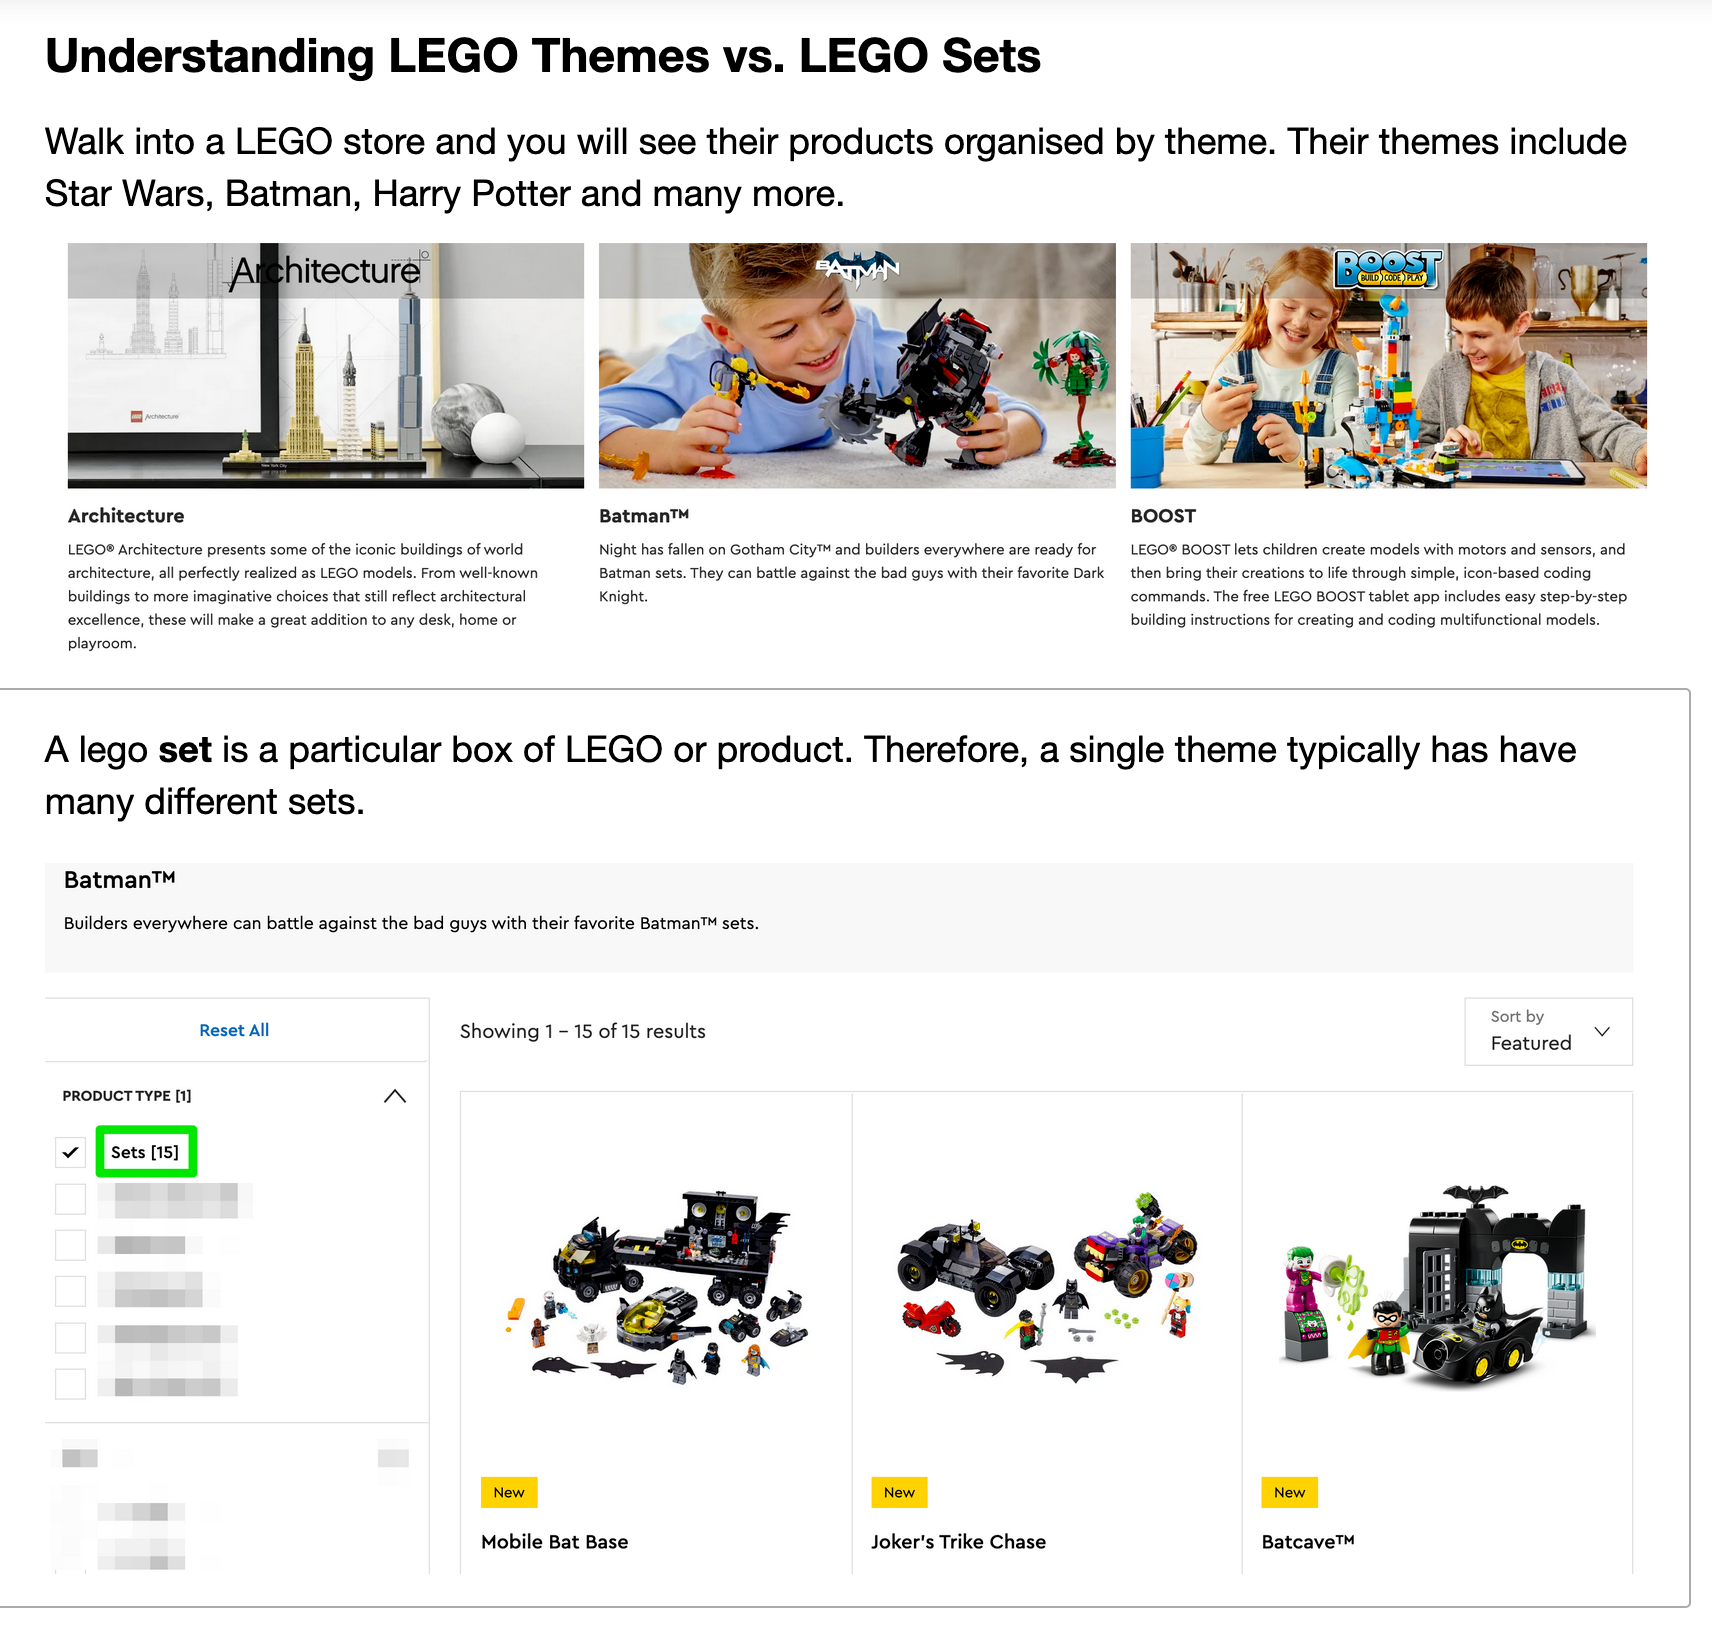 Understanding LEGO Themes vs. LEGO Sets
Walk into a LEGO store and you will see their products organised by theme. Their themes include
Star Wars, Batman, Harry Potter and many more.
Architecture
LEGO Architecture
New York City
BATMAN
BOOST
BUILD CODE PLAY
Architecture
LEGO® Architecture presents some of the iconic buildings of world
architecture, all perfectly realized as LEGO models. From well-known
buildings to more imaginative choices that still reflect architectural
excellence, these will make a great addition to any desk, home or
playroom.
Batman™
Night has fallen on Gotham City™ and builders everywhere are ready for
Batman sets. They can battle against the bad guys with their favorite Dark
Knight.
BOOST
LEGO® BOOST lets children create models with motors and sensors, and
then bring their creations to life through simple, icon-based coding
commands. The free LEGO BOOST tablet app includes easy step-by-step
building instructions for creating and coding multifunctional models.
A lego set is a particular box of LEGO or product. Therefore, a single theme typically has have
many different sets.
Batman™
Builders everywhere can battle against the bad guys with their favorite Batman™ sets.
Reset All
PRODUCT TYPE [1]
Sets [15]
Showing 1 - 15 of 15 results
Sort by
Featured
New
Mobile Bat Base
New
Joker's Trike Chase
New
Batcave™